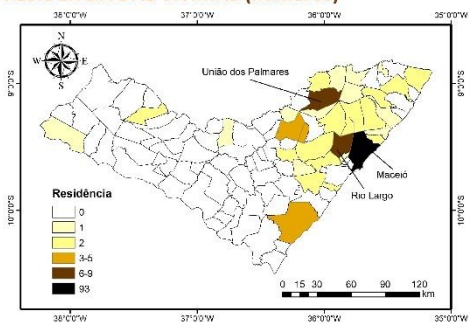 38°0'0"W 37°0'0"W 36°0'0"W 35°0'0"W
N
W E
S
9°0'0"S 9°0'0"S
União dos Palmares
Maceió
Rio Largo
10°0'0"S 10°0'0"S
Residência
0
1
2
3-5
6-9
93
0 15 30 60 90 120
km
38°0'0"W 37°0'0"W 36°0'0"W 35°0'0"W